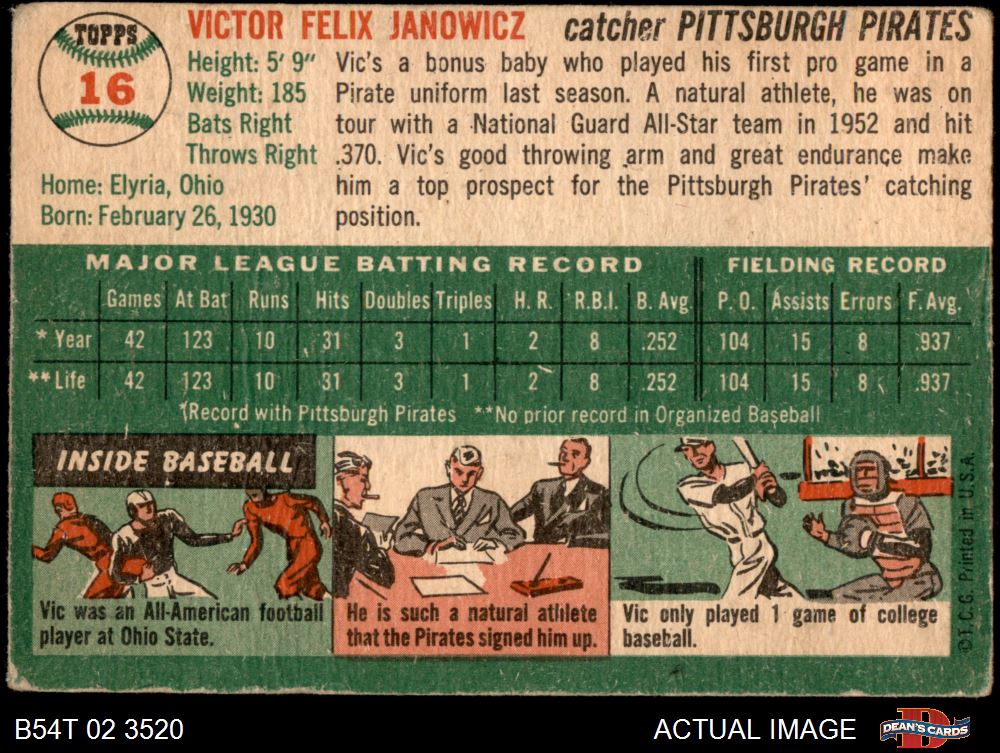 TOPPS
16
VICTOR FELIX JANOWICZ catcher PITTSBURGH PIRATES
Height: 5' 9"
Weight: 185
Bats Right
Throws Right
Home: Elyria, Ohio
Born: February 26, 1930
Vic's a bonus baby who played his first pro game in a
Pirate uniform last season. A natural athlete, he was on
tour with a National Guard All-Star team in 1952 and hit
.370. Vic's good throwing arm and great endurance make
him a top prospect for the Pittsburgh Pirates' catching
position.
MAJOR LEAGUE BATTING RECORD FIELDING RECORD
Games At Bat Runs Hits Doubles Triples H. R. R.B.I. B. Avg. P. O. Assists Errors F. Avg.
* Year 42 123 10 31 3 1 2 8 .252 104 15 8 .937
** Life 42 123 10 31 3 1 2 8 .252 104 15 8 .937
*Record with Pittsburgh Pirates **No prior record in Organized Baseball
INSIDE BASEBALL
Vic was an All-American football
player at Ohio State.
He is such a natural athlete
that the Pirates signed him up.
Vic only played 1 game of college
baseball.
© T.C.G. Printed in U.S.A.
B54T 02 3520 ACTUAL IMAGE DEAN'S CARDS